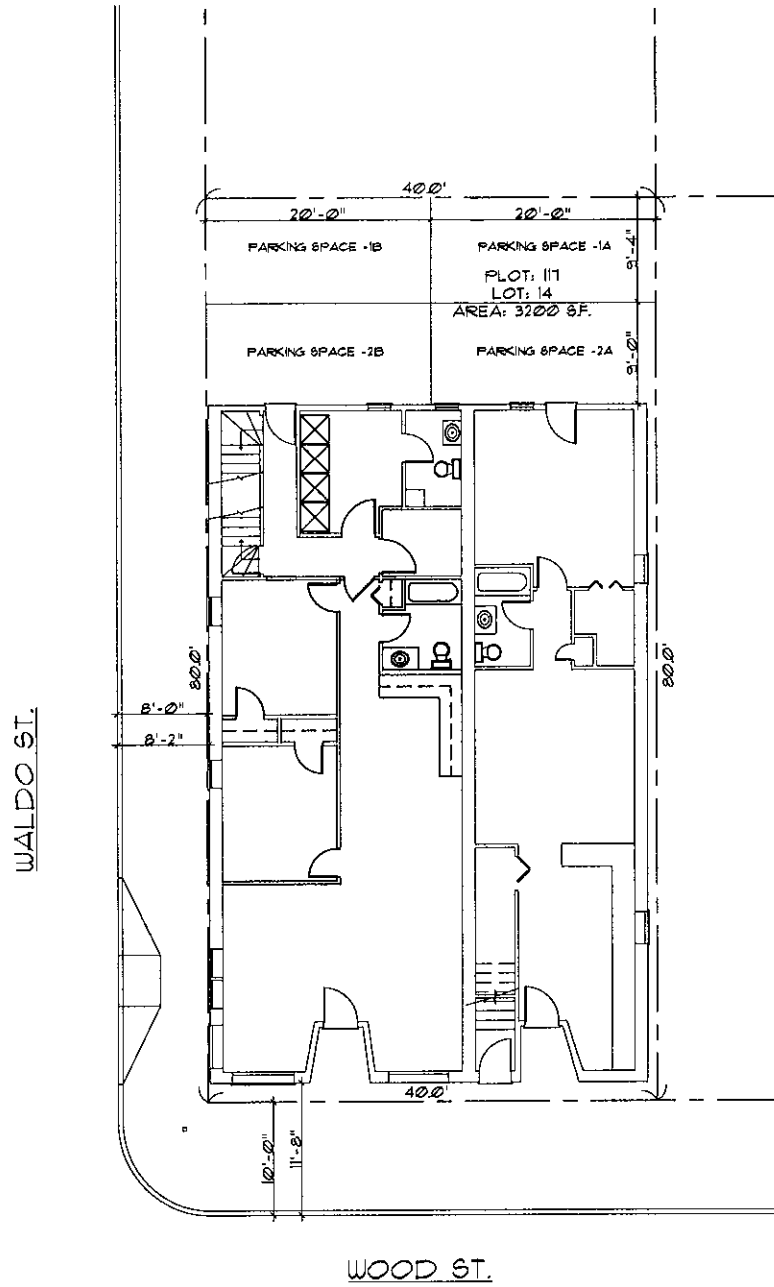 40.0'
20'-0"
20'-0"
PARKING SPACE -1B
PARKING SPACE -1A
9'-4"
PLOT: 117
LOT: 14
AREA: 3200 S.F.
PARKING SPACE -2B
PARKING SPACE -2A
9'-0"
80.0'
80.0'
8'-0"
8'-2"
WALDO ST.
40.0'
10'-0"
11'-8"
WOOD ST.